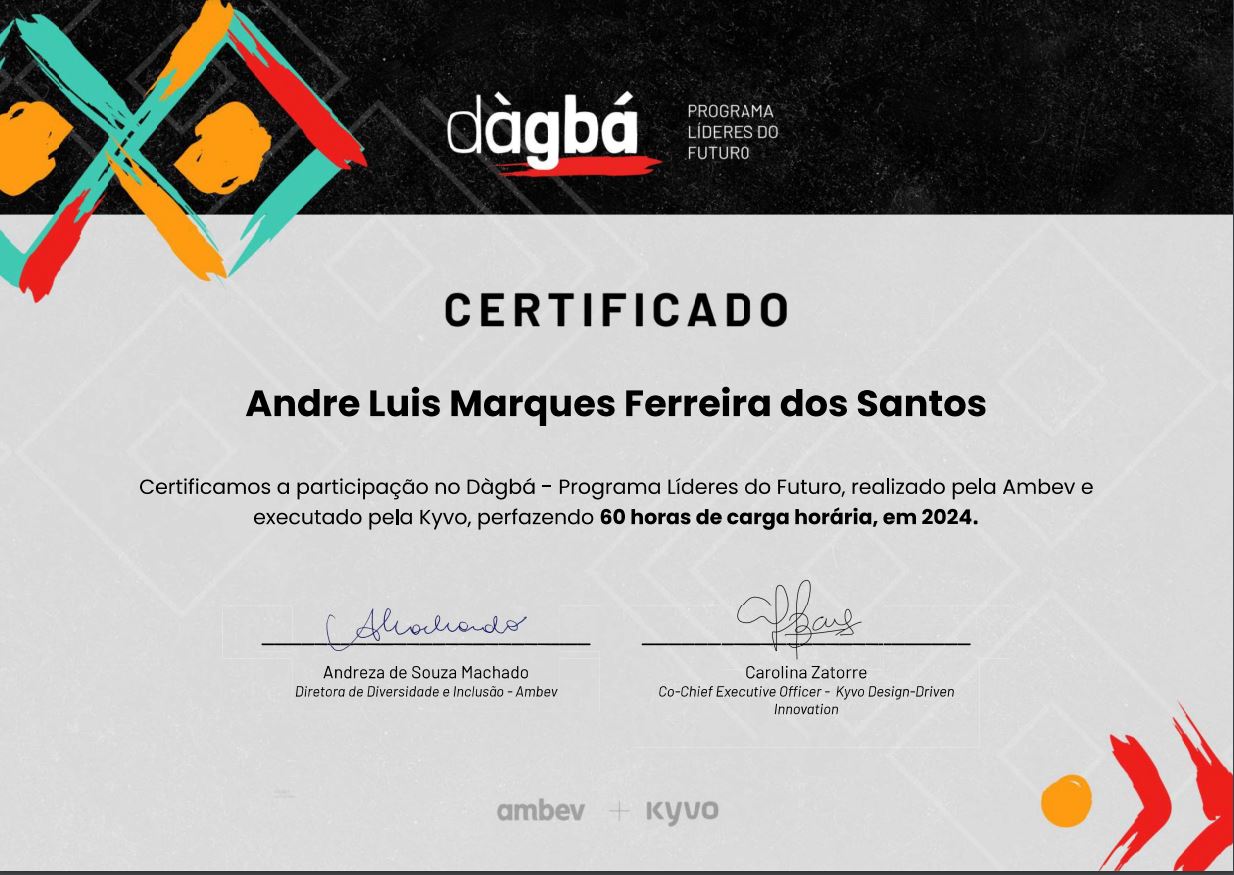 dàgbá
PROGRAMA
LÍDERES DO
FUTURO
CERTIFICADO
Andre Luis Marques Ferreira dos Santos
Certificamos a participação no Dàgbá - Programa Líderes do Futuro, realizado pela Ambev e
executado pela Kyvo, perfazendo 60 horas de carga horária, em 2024.
Andreza de Souza Machado
Diretora de Diversidade e Inclusão - Ambev
Carolina Zatorre
Co-Chief Executive Officer - Kyvo Design-Driven
Innovation
ambev + kyvo